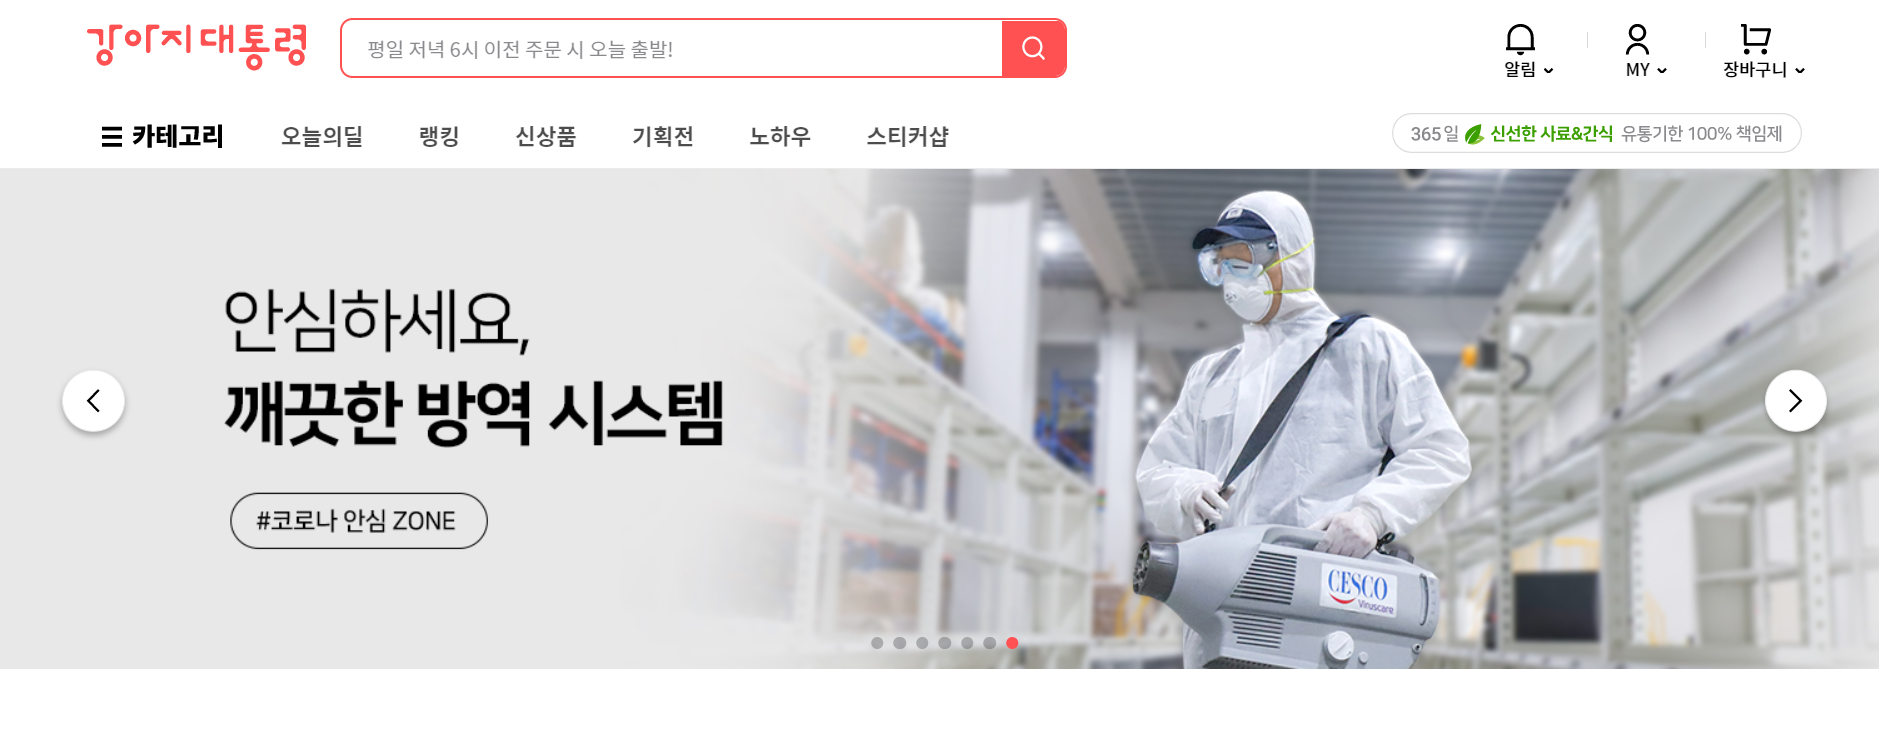 강아지대통령
평일 저녁 6시 이전 주문 시 오늘 출발!
알림
MY
장바구니
카테고리 오늘의딜 랭킹 신상품 기획전 노하우 스티커샵
365일 신선한 사료&간식 유통기한 100% 책임제
안심하세요,
깨끗한 방역 시스템
#코로나 안심 ZONE
CESCO
Viruscare